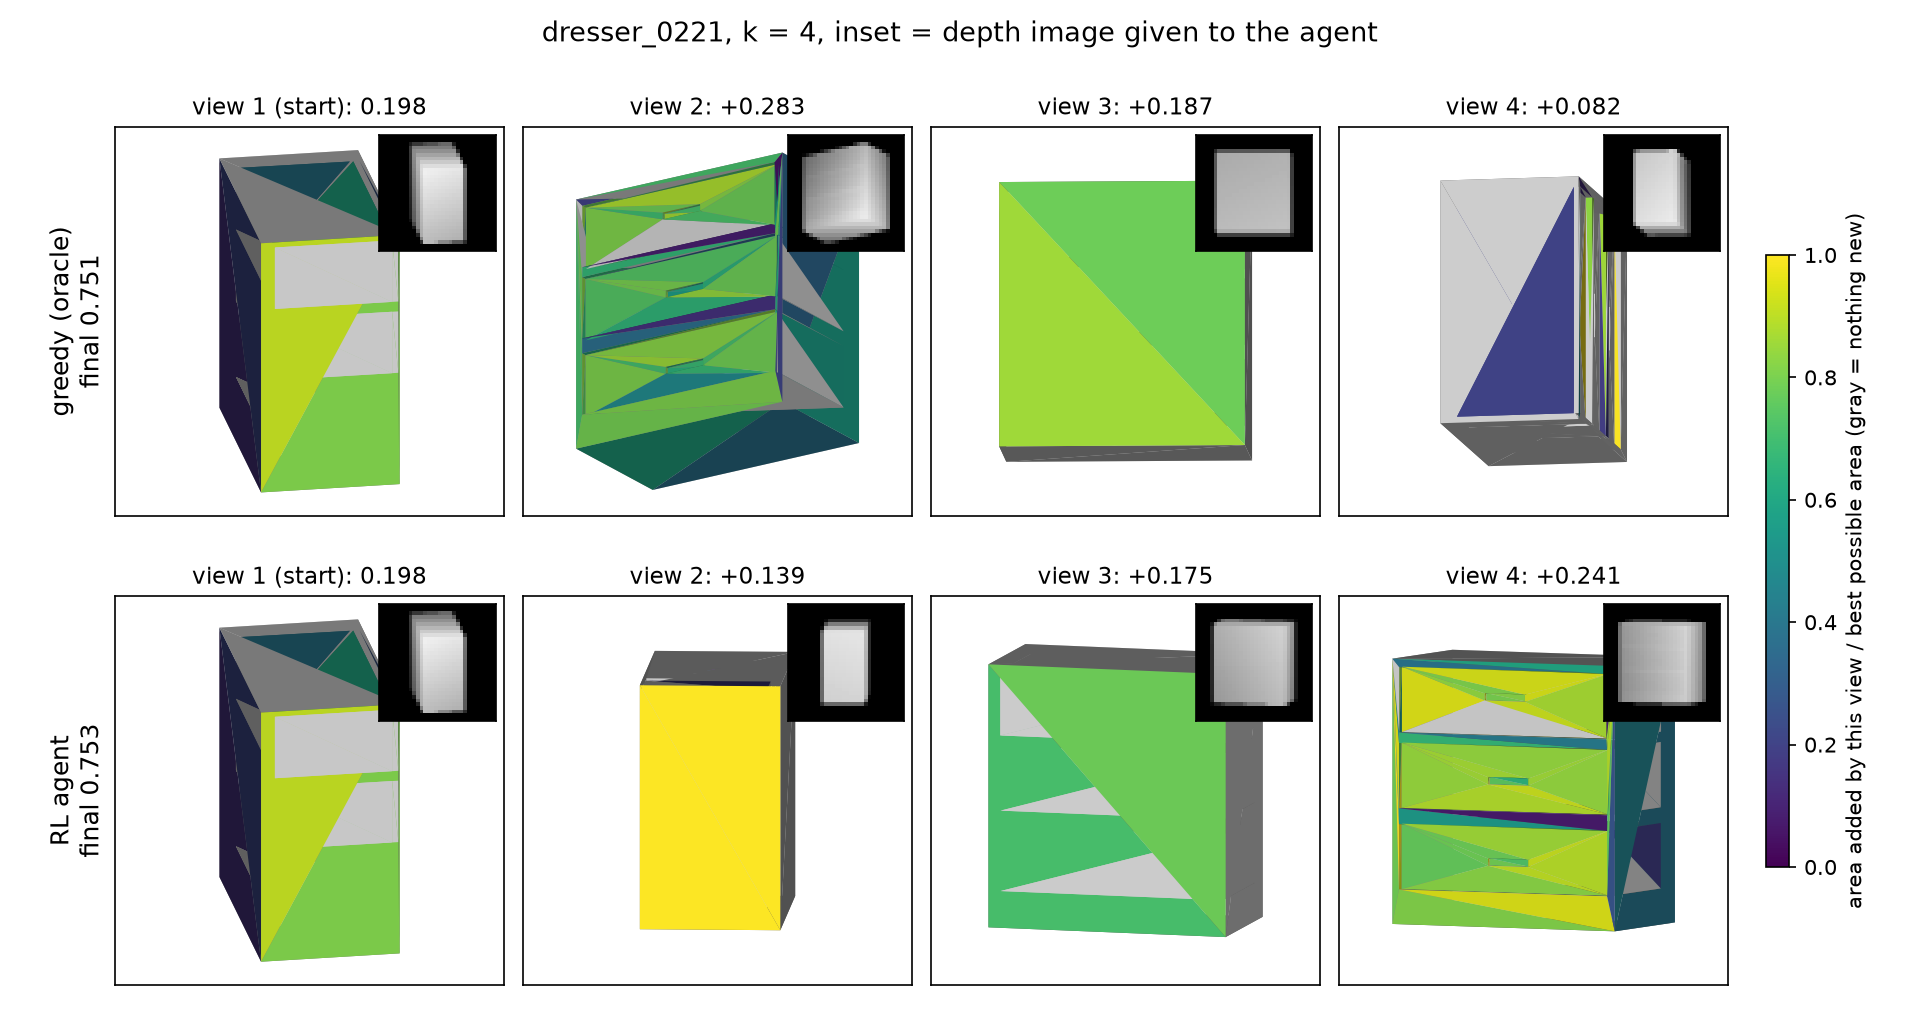 dresser_0221, k = 4, inset = depth image given to the agent
view 1 (start): 0.198
view 2: +0.283
view 3: +0.187
view 4: +0.082
greedy (oracle)
final 0.751
view 1 (start): 0.198
view 2: +0.139
view 3: +0.175
view 4: +0.241
RL agent
final 0.753
1.0
0.8
0.6
0.4
0.2
0.0
area added by this view / best possible area (gray = nothing new)